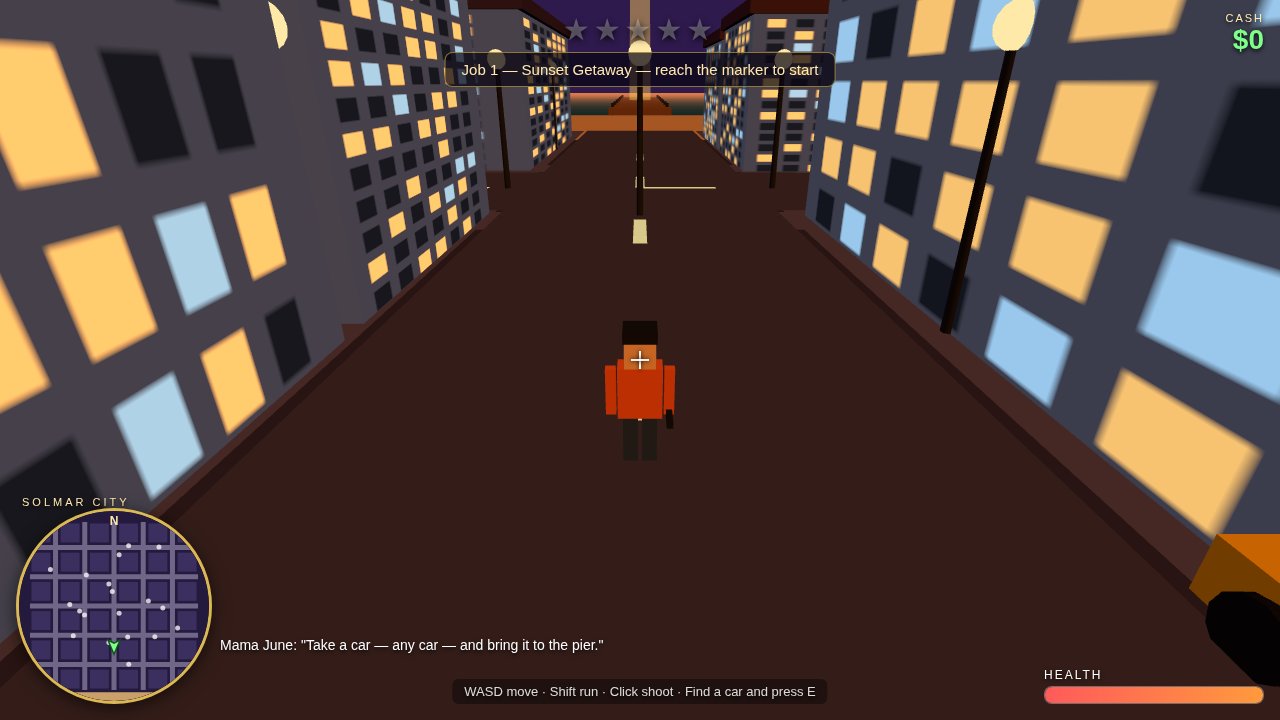 CASH
$0
Job 1 — Sunset Getaway — reach the marker to start
SOLMAR CITY
N
Mama June: "Take a car — any car — and bring it to the pier."
WASD move · Shift run · Click shoot · Find a car and press E
HEALTH